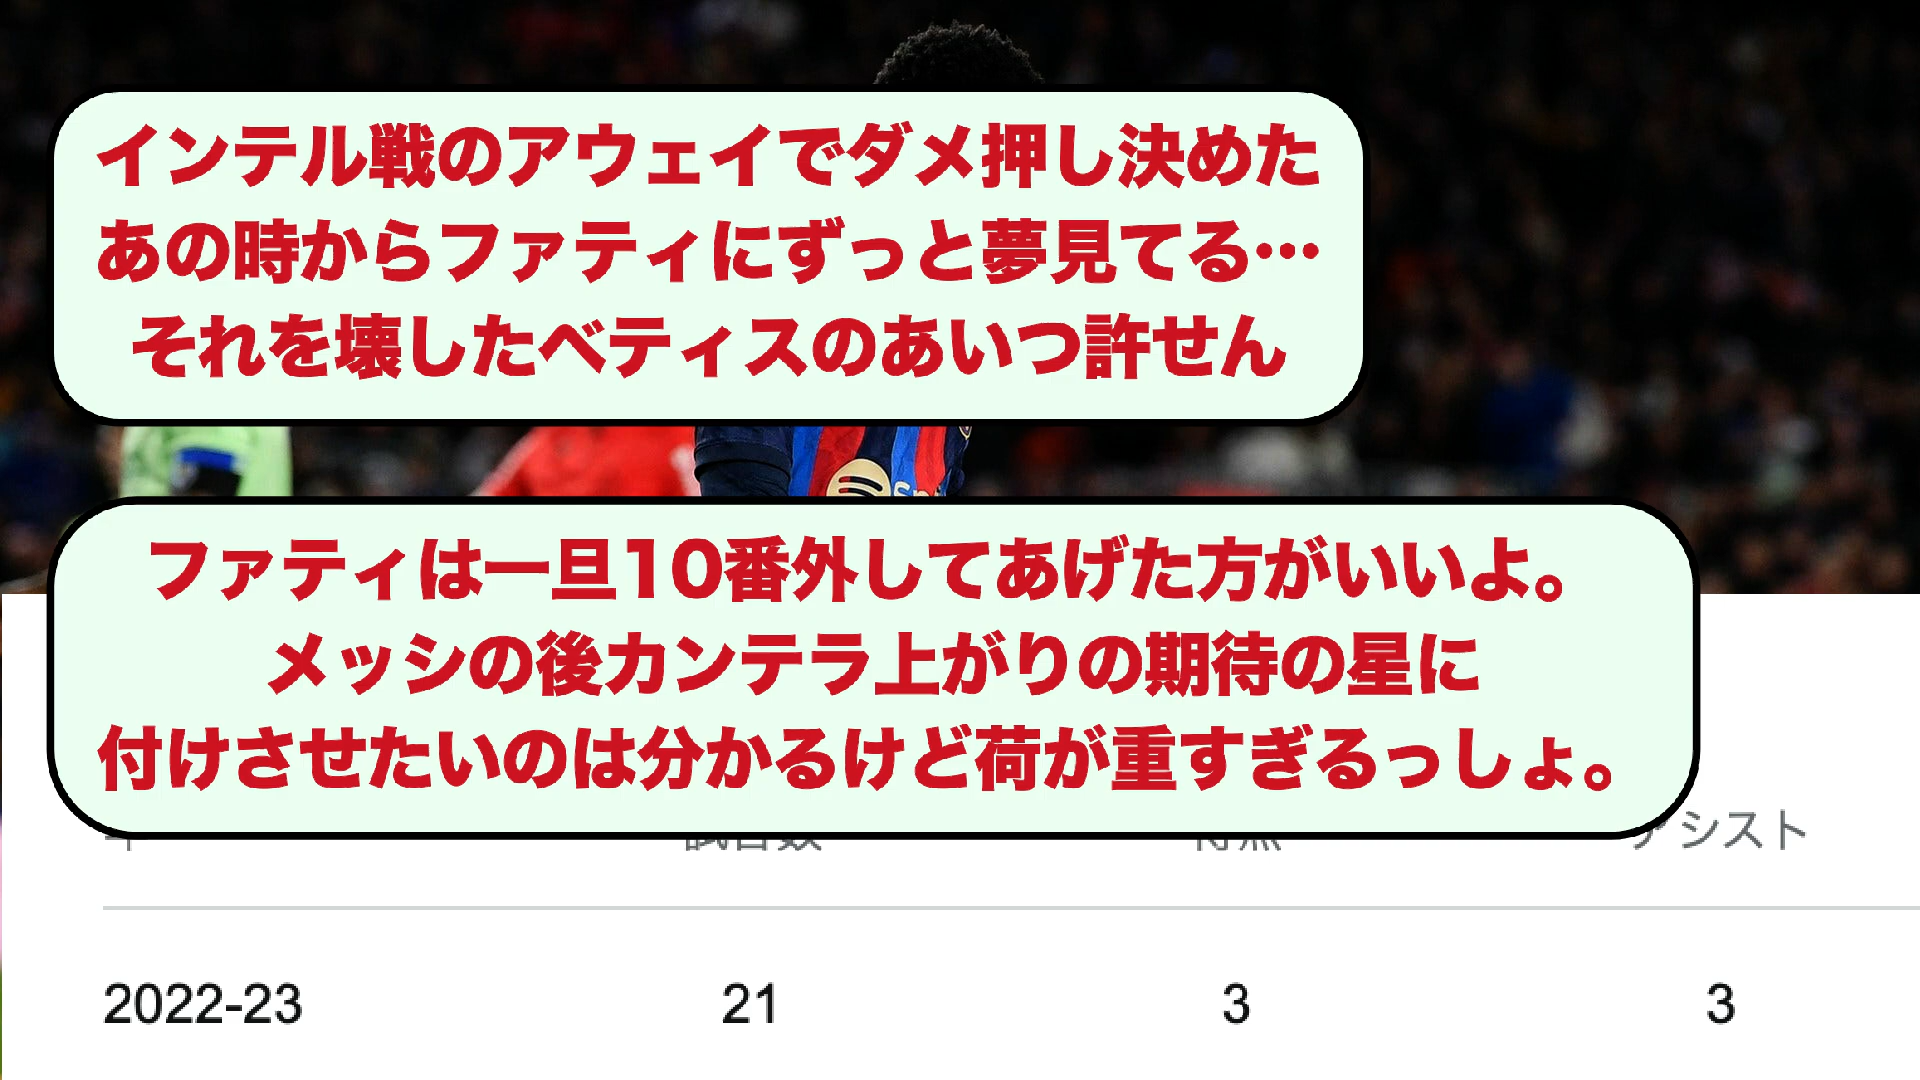 インテル戦のアウェイでダメ押し決めた
あの時からファティにずっと夢見てる…
それを壊したベティスのあいつ許せん
ファティは一旦10番外してあげた方がいいよ。
メッシの後カンテラ上がりの期待の星に
付けさせたいのは分かるけど荷が重すぎるっしょ。
シスト
2022-23 21 3 3